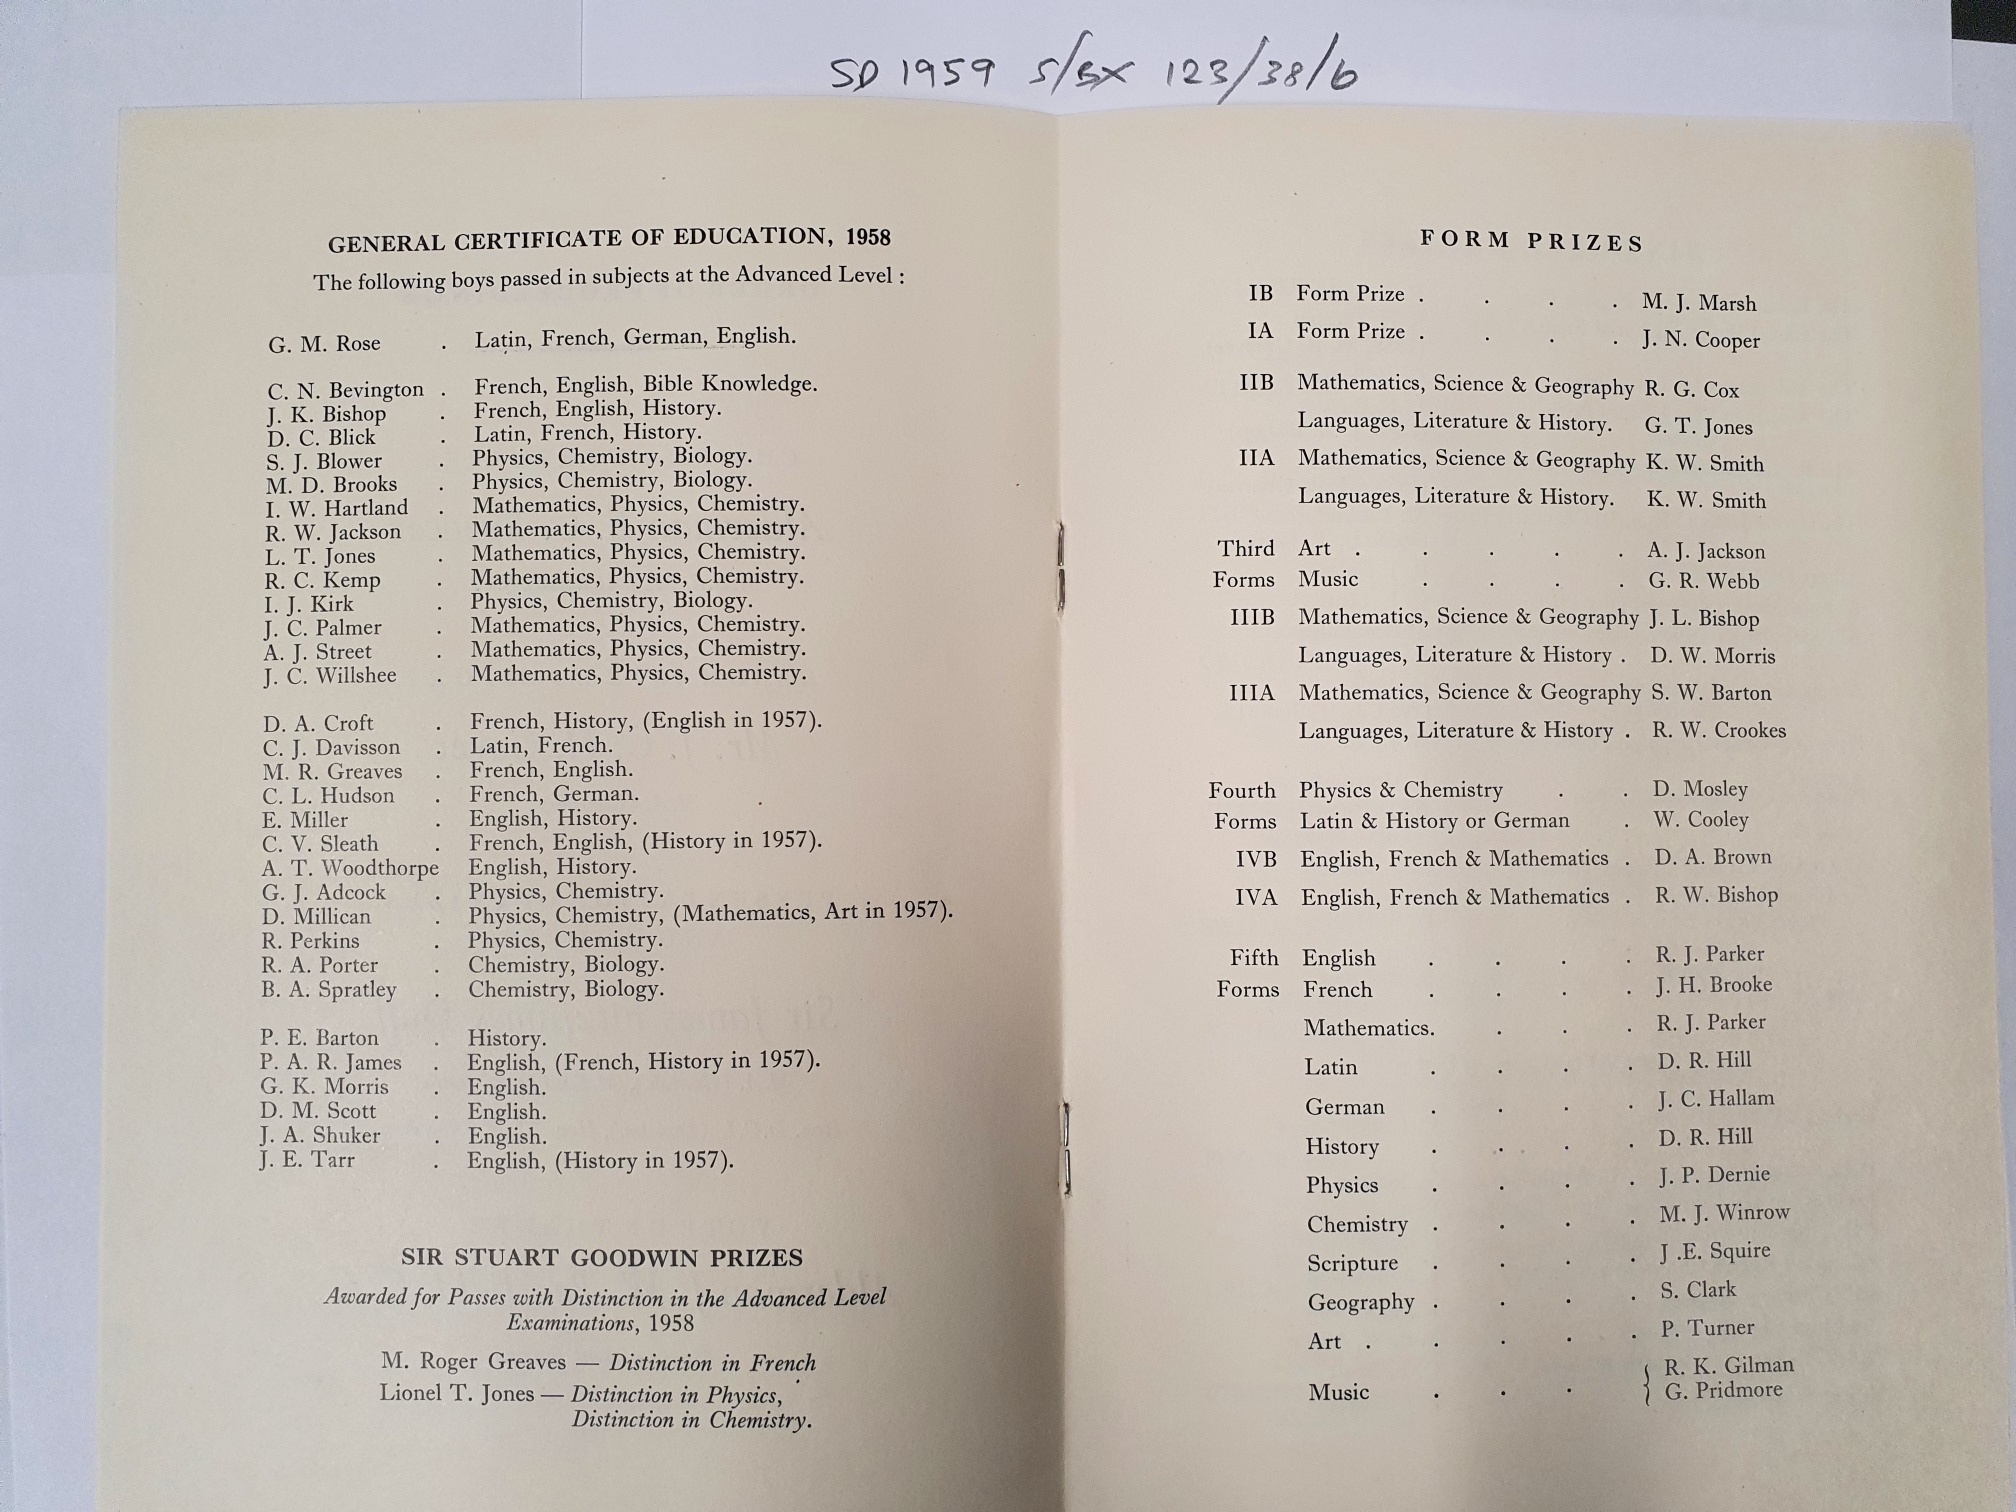 SD 1959 S/BX 123/38/6
GENERAL CERTIFICATE OF EDUCATION, 1958
The following boys passed in subjects at the Advanced Level :
G. M. Rose . Latin, French, German, English.
C. N. Bevington . French, English, Bible Knowledge.
J. K. Bishop . French, English, History.
D. C. Blick . Latin, French, History.
S. J. Blower . Physics, Chemistry, Biology.
M. D. Brooks . Physics, Chemistry, Biology.
I. W. Hartland . Mathematics, Physics, Chemistry.
R. W. Jackson . Mathematics, Physics, Chemistry.
L. T. Jones . Mathematics, Physics, Chemistry.
R. C. Kemp . Mathematics, Physics, Chemistry.
I. J. Kirk . Physics, Chemistry, Biology.
J. C. Palmer . Mathematics, Physics, Chemistry.
A. J. Street . Mathematics, Physics, Chemistry.
J. C. Willshee . Mathematics, Physics, Chemistry.
D. A. Croft . French, History, (English in 1957).
C. J. Davisson . Latin, French.
M. R. Greaves . French, English.
C. L. Hudson . French, German.
E. Miller . English, History.
C. V. Sleath . French, English, (History in 1957).
A. T. Woodthorpe English, History.
G. J. Adcock . Physics, Chemistry.
D. Millican . Physics, Chemistry, (Mathematics, Art in 1957).
R. Perkins . Physics, Chemistry.
R. A. Porter . Chemistry, Biology.
B. A. Spratley . Chemistry, Biology.
P. E. Barton . History.
P. A. R. James . English, (French, History in 1957).
G. K. Morris . English.
D. M. Scott . English.
J. A. Shuker . English.
J. E. Tarr . English, (History in 1957).
SIR STUART GOODWIN PRIZES
Awarded for Passes with Distinction in the Advanced Level
Examinations, 1958
M. Roger Greaves — Distinction in French
Lionel T. Jones — Distinction in Physics,
Distinction in Chemistry.
FORM PRIZES
IB Form Prize . . . . M. J. Marsh
IA Form Prize . . . . J. N. Cooper
IIB Mathematics, Science & Geography R. G. Cox
Languages, Literature & History. G. T. Jones
IIA Mathematics, Science & Geography K. W. Smith
Languages, Literature & History. K. W. Smith
Third Art . . . . . A. J. Jackson
Forms Music . . . . G. R. Webb
IIIB Mathematics, Science & Geography J. L. Bishop
Languages, Literature & History . D. W. Morris
IIIA Mathematics, Science & Geography S. W. Barton
Languages, Literature & History . R. W. Crookes
Fourth Physics & Chemistry . . D. Mosley
Forms Latin & History or German . W. Cooley
IVB English, French & Mathematics . D. A. Brown
IVA English, French & Mathematics . R. W. Bishop
Fifth English . . . . R. J. Parker
Forms French . . . . J. H. Brooke
Mathematics. . . . R. J. Parker
Latin . . . . D. R. Hill
German . . . . J. C. Hallam
History . . . . D. R. Hill
Physics . . . . J. P. Dernie
Chemistry . . . . M. J. Winrow
Scripture . . . . J .E. Squire
Geography . . . . S. Clark
Art . . . . . P. Turner
Music . . . { R. K. Gilman
G. Pridmore